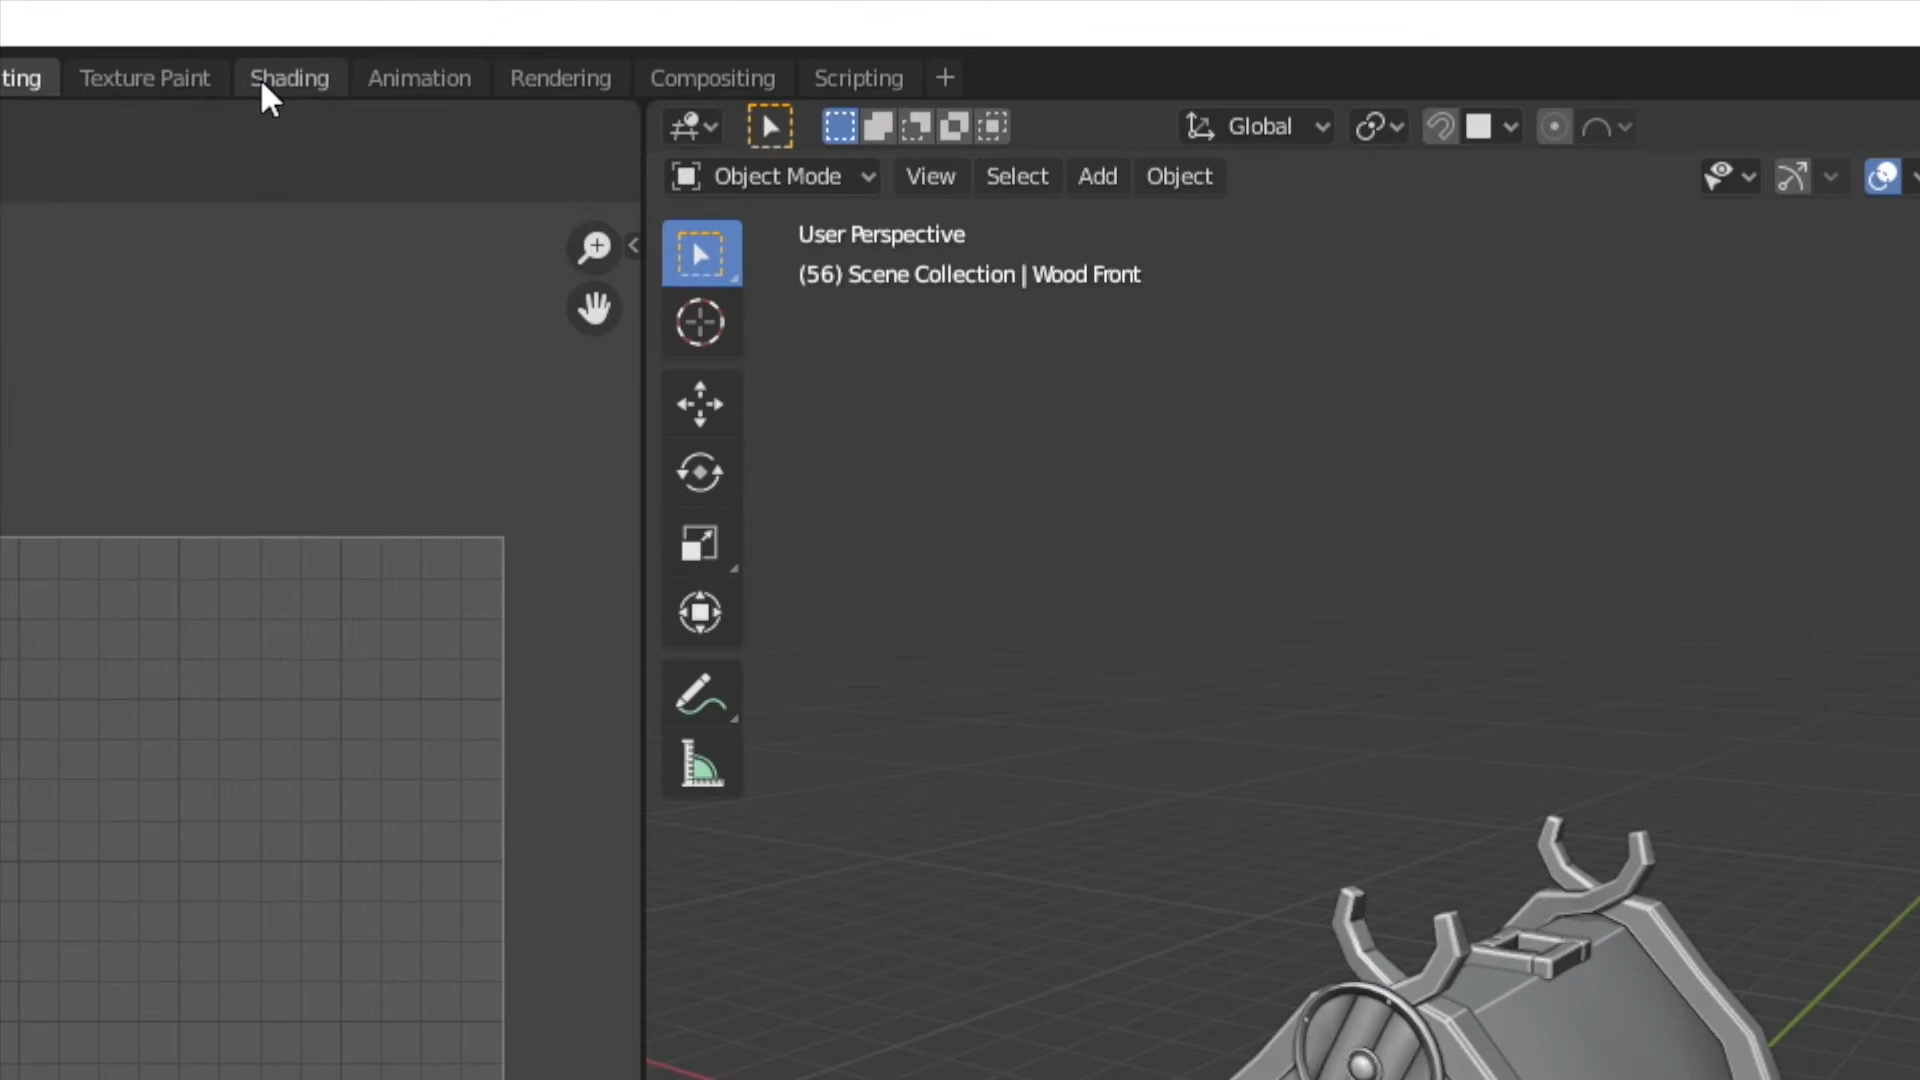 ting Texture Paint Shading Animation Rendering Compositing Scripting +
Global
Object Mode View Select Add Object
User Perspective
(56) Scene Collection | Wood Front